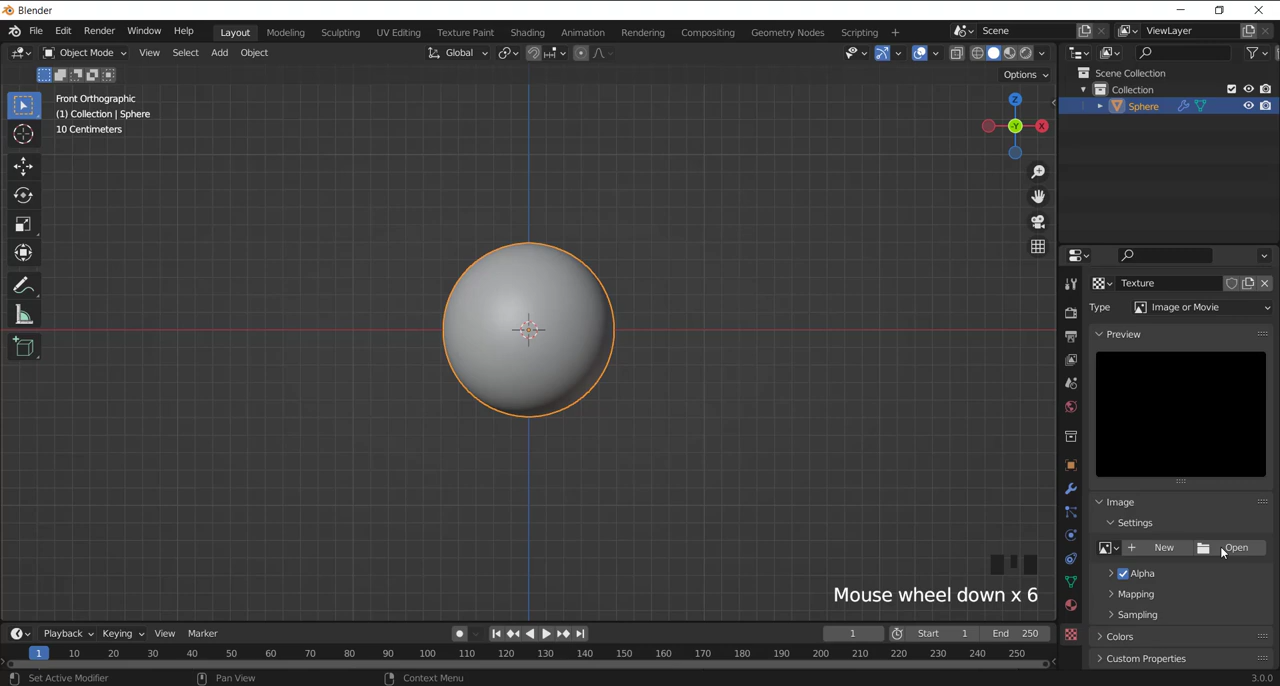 Blender
File Edit Render Window Help Layout Modeling Sculpting UV Editing Texture Paint Shading Animation Rendering Compositing Geometry Nodes Scripting + Scene ViewLayer
Object Mode View Select Add Object Global
Options
Front Orthographic
(1) Collection | Sphere
10 Centimeters
Z
-Y
X
Scene Collection
Collection
Sphere
Texture
Type Image or Movie
Preview
Image
Settings
New Open
Alpha
Mapping
Sampling
Colors
Custom Properties
Mouse wheel down x 6
Playback Keying View Marker 1 Start 1 End 250
1 10 20 30 40 50 60 70 80 90 100 110 120 130 140 150 160 170 180 190 200 210 220 230 240 250
Set Active Modifier Pan View Context Menu 3.0.0